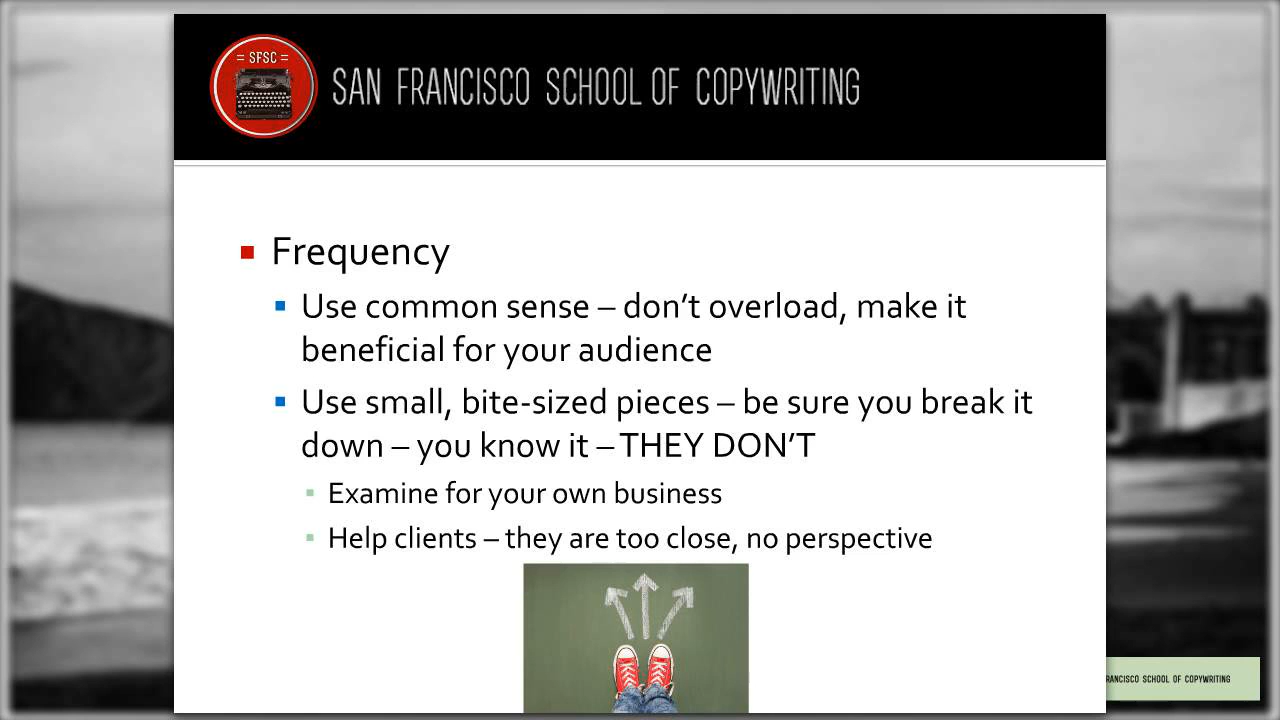 SFSC
SAN FRANCISCO SCHOOL OF COPYWRITING
Frequency
Use common sense – don't overload, make it
beneficial for your audience
Use small, bite-sized pieces – be sure you break it
down – you know it – THEY DON'T
Examine for your own business
Help clients – they are too close, no perspective
RANCISCO SCHOOL OF COPYWRITING